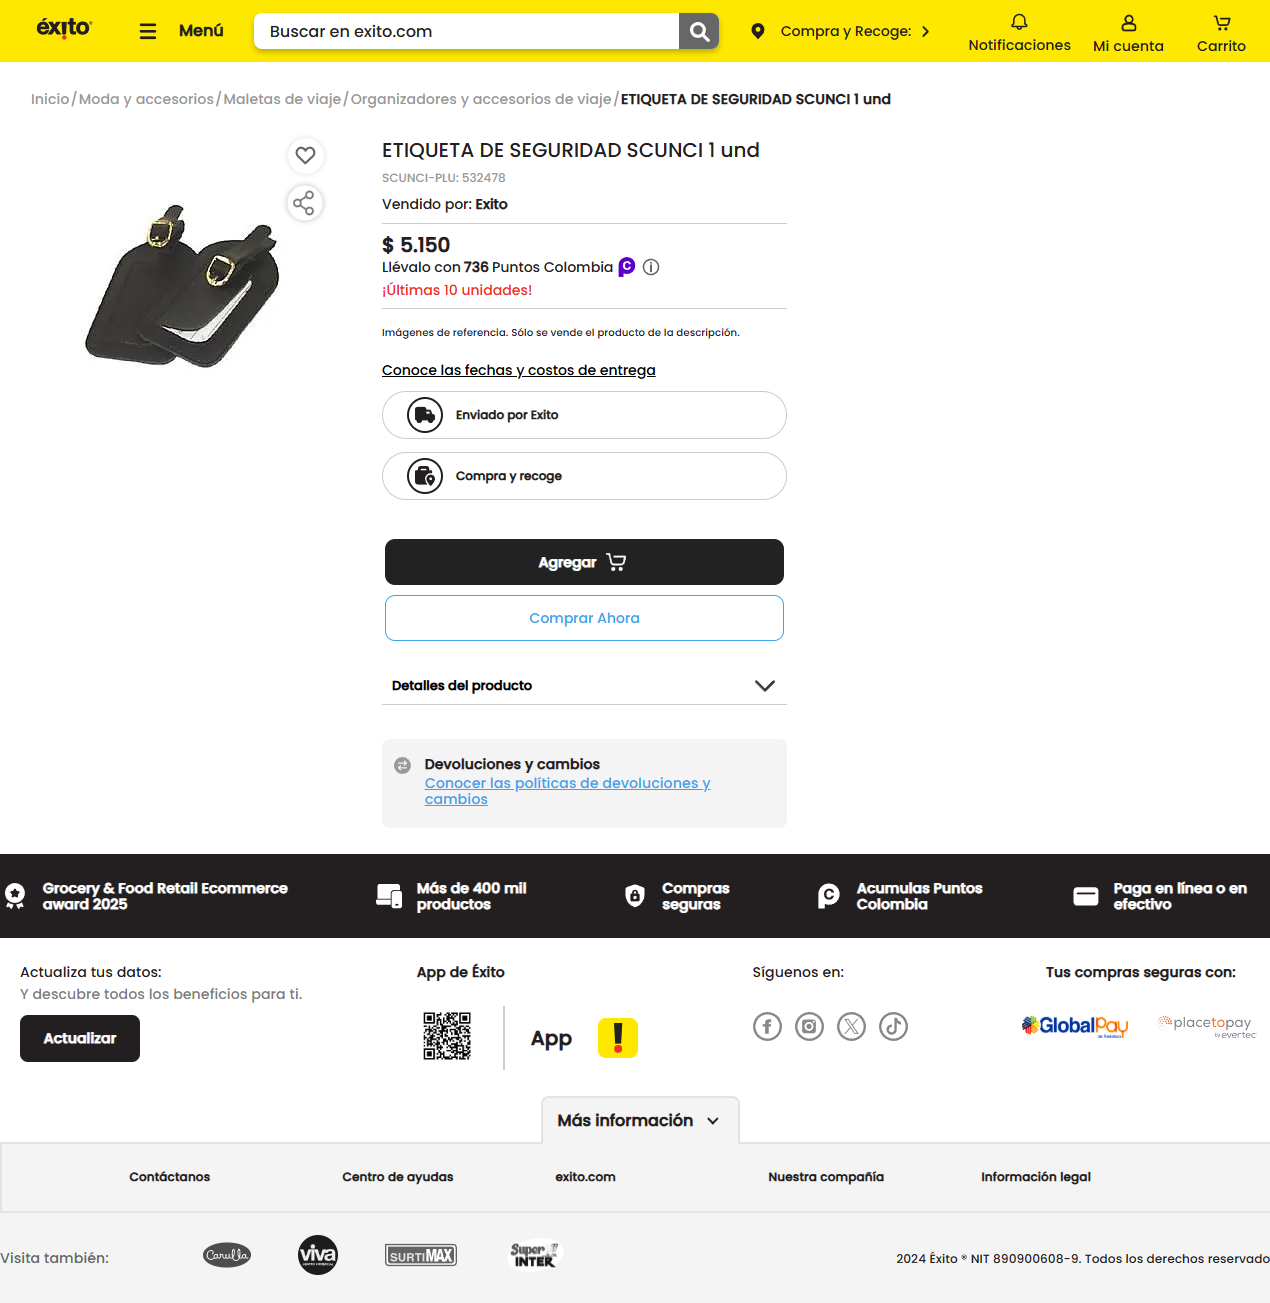 éxito
Menú
Buscar en exito.com
Compra y Recoge:
Notificaciones
Mi cuenta
Carrito
Inicio/Moda y accesorios/Maletas de viaje/Organizadores y accesorios de viaje/ETIQUETA DE SEGURIDAD SCUNCI 1 und
ETIQUETA DE SEGURIDAD SCUNCI 1 und
SCUNCI-PLU: 532478
Vendido por: Exito
$ 5.150
Llévalo con 736 Puntos Colombia
¡Últimas 10 unidades!
Imágenes de referencia. Sólo se vende el producto de la descripción.
Conoce las fechas y costos de entrega
Enviado por Exito
Compra y recoge
Agregar
Comprar Ahora
Detalles del producto
Devoluciones y cambios
Conocer las políticas de devoluciones y
cambios
Grocery & Food Retail Ecommerce
award 2025
Más de 400 mil
productos
Compras
seguras
Acumulas Puntos
Colombia
Paga en línea o en
efectivo
Actualiza tus datos:
Y descubre todos los beneficios para ti.
Actualizar
App de Éxito
App
Síguenos en:
Tus compras seguras con:
GlobalPay
de Redeban
placetopay
by evertec
Más información
Contáctanos
Centro de ayudas
exito.com
Nuestra compañía
Información legal
Visita también:
Carulla
viva
CENTRO COMERCIAL
SURTIMAX
Super
INTER
2024 Éxito ® NIT 890900608-9. Todos los derechos reservado